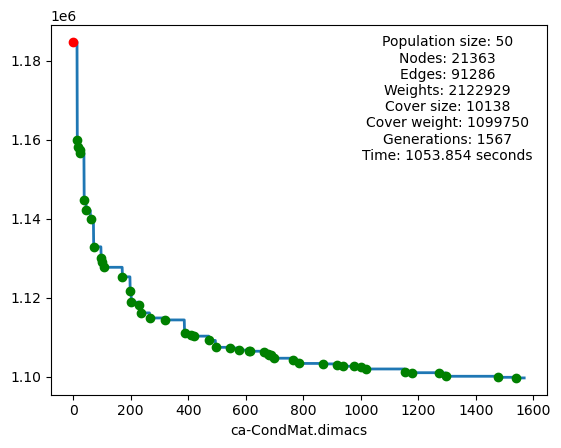 1e6
1.18
1.16
1.14
1.12
1.10
Population size: 50
Nodes: 21363
Edges: 91286
Weights: 2122929
Cover size: 10138
Cover weight: 1099750
Generations: 1567
Time: 1053.854 seconds
0 200 400 600 800 1000 1200 1400 1600
ca-CondMat.dimacs